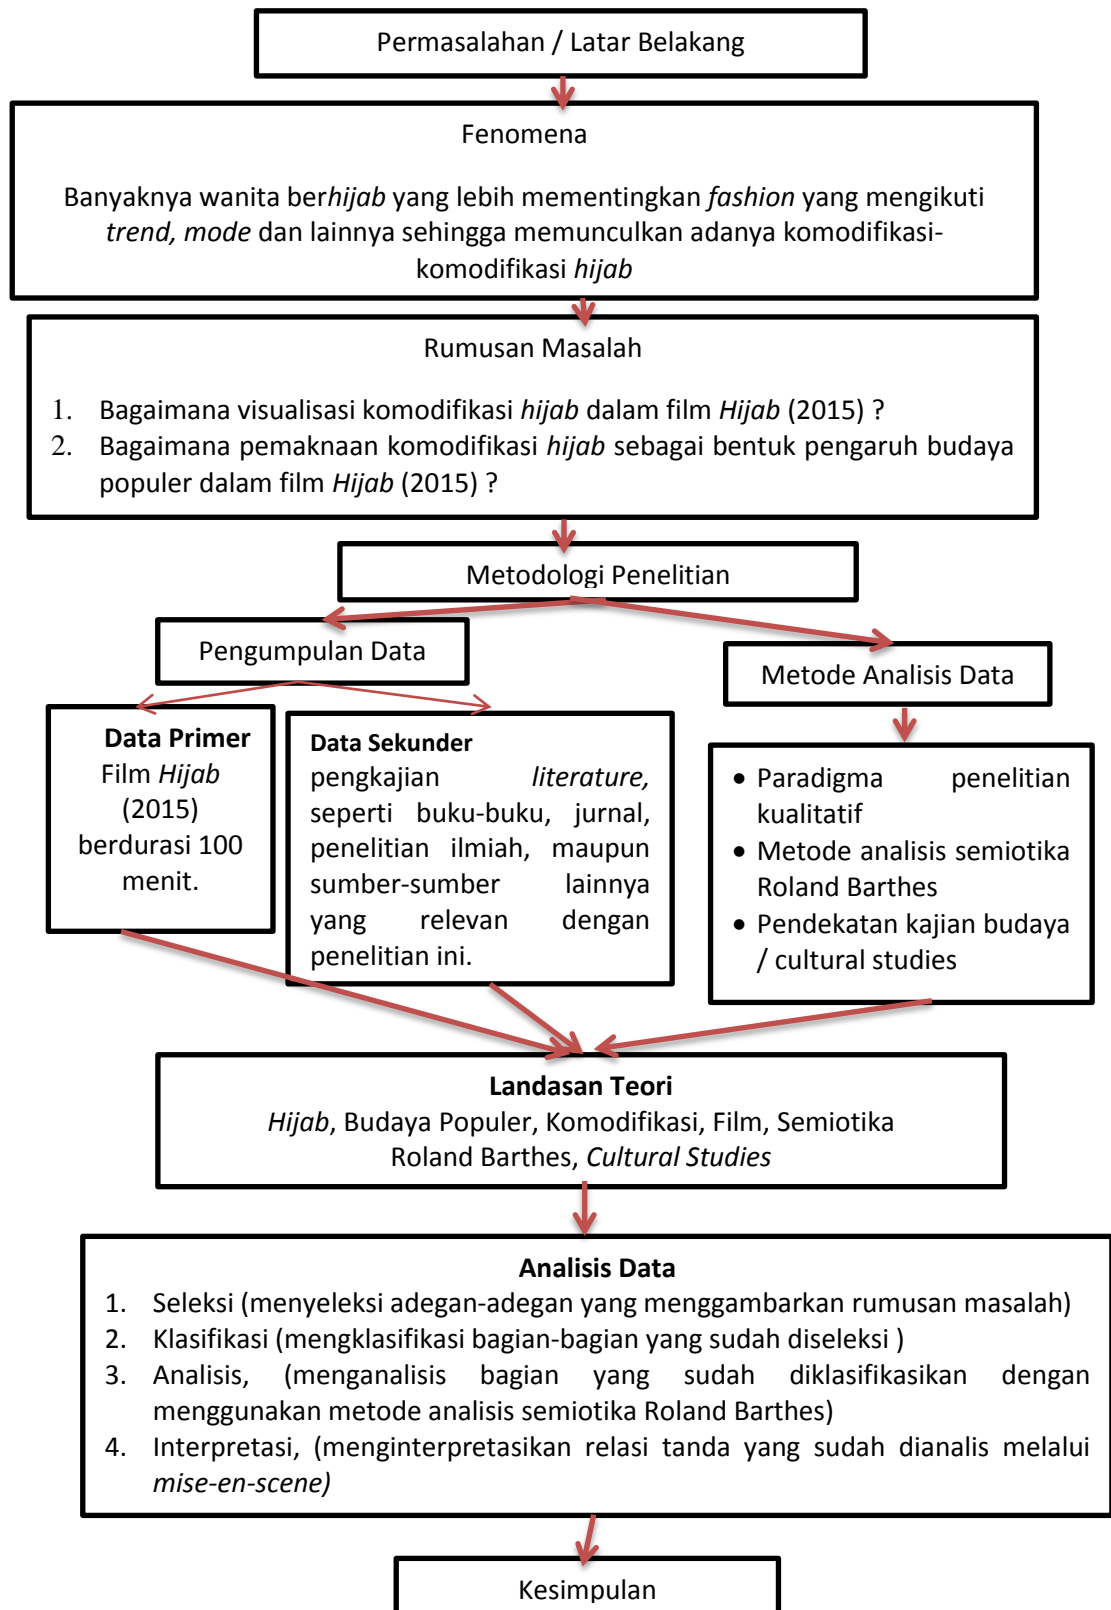 Permasalahan / Latar Belakang
Fenomena
Banyaknya wanita berhijab yang lebih mementingkan fashion yang mengikuti
trend, mode dan lainnya sehingga memunculkan adanya komodifikasi-
komodifikasi hijab
Rumusan Masalah
1. Bagaimana visualisasi komodifikasi hijab dalam film Hijab (2015) ?
2. Bagaimana pemaknaan komodifikasi hijab sebagai bentuk pengaruh budaya
populer dalam film Hijab (2015) ?
Metodologi Penelitian
Pengumpulan Data
Metode Analisis Data
Data Primer
Film Hijab
(2015)
berdurasi 100
menit.
Data Sekunder
pengkajian literature,
seperti buku-buku, jurnal,
penelitian ilmiah, maupun
sumber-sumber lainnya
yang relevan dengan
penelitian ini.
• Paradigma penelitian
kualitatif
• Metode analisis semiotika
Roland Barthes
• Pendekatan kajian budaya
/ cultural studies
Landasan Teori
Hijab, Budaya Populer, Komodifikasi, Film, Semiotika
Roland Barthes, Cultural Studies
Analisis Data
1. Seleksi (menyeleksi adegan-adegan yang menggambarkan rumusan masalah)
2. Klasifikasi (mengklasifikasi bagian-bagian yang sudah diseleksi )
3. Analisis, (menganalisis bagian yang sudah diklasifikasikan dengan
menggunakan metode analisis semiotika Roland Barthes)
4. Interpretasi, (menginterpretasikan relasi tanda yang sudah dianalis melalui
mise-en-scene)
Kesimpulan